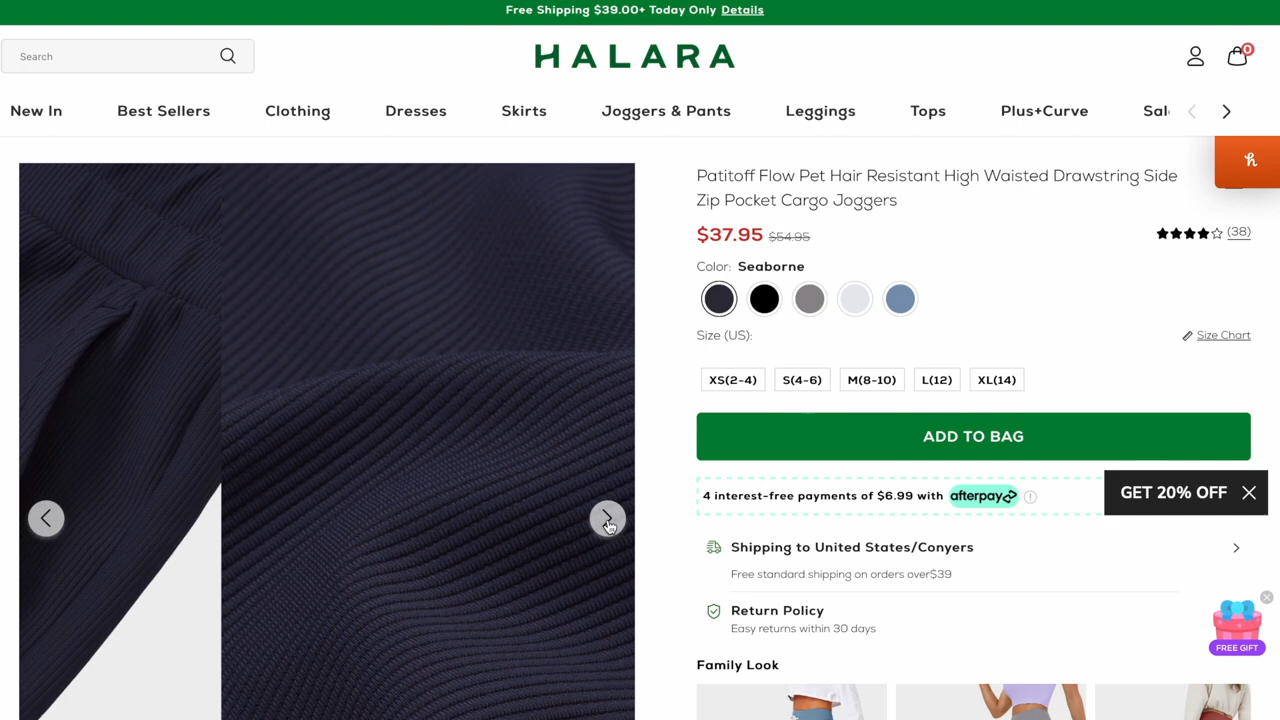 Free Shipping $39.00+ Today Only Details
Search
HALARA
0
New In
Best Sellers
Clothing
Dresses
Skirts
Joggers & Pants
Leggings
Tops
Plus+Curve
Sal
Patitoff Flow Pet Hair Resistant High Waisted Drawstring Side
Zip Pocket Cargo Joggers
$37.95 $54.95
(38)
Color: Seaborne
Size (US):
Size Chart
XS(2-4)
S(4-6)
M(8-10)
L(12)
XL(14)
ADD TO BAG
4 interest-free payments of $6.99 with afterpay
GET 20% OFF
Shipping to United States/Conyers
Free standard shipping on orders over$39
Return Policy
Easy returns within 30 days
FREE GIFT
Family Look